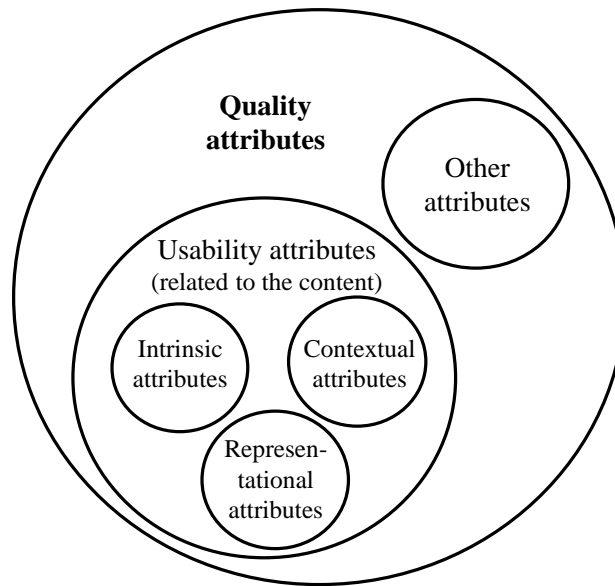 Quality
attributes
Other
attributes
Usability attributes
(related to the content)
Intrinsic
attributes
Contextual
attributes
Represen-
tational
attributes